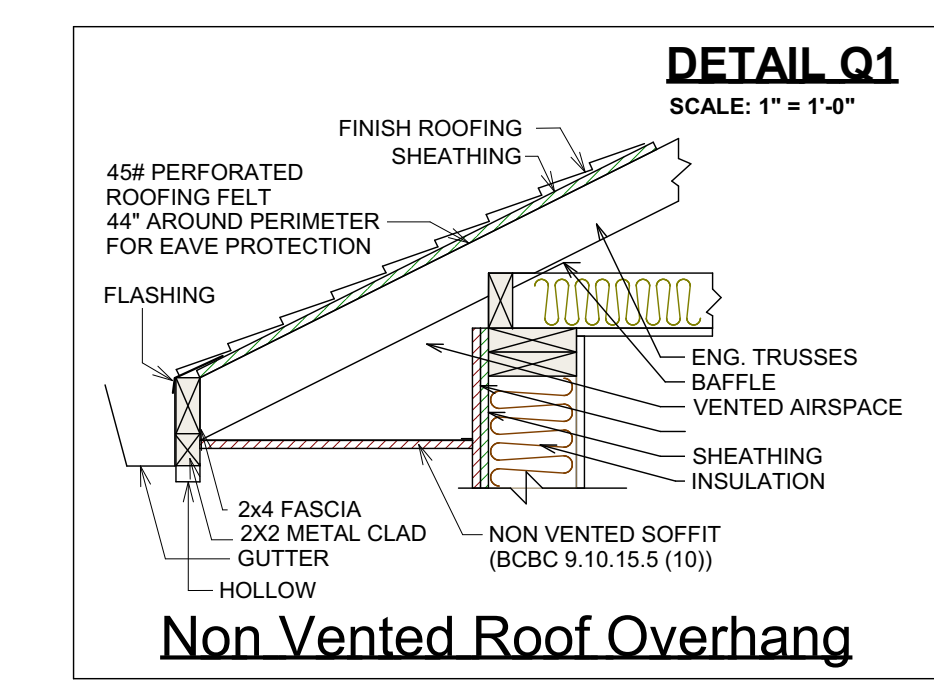 DETAIL Q1
SCALE: 1" = 1'-0"
FINISH ROOFING
SHEATHING
45# PERFORATED
ROOFING FELT
44" AROUND PERIMETER
FOR EAVE PROTECTION
FLASHING
ENG. TRUSSES
BAFFLE
VENTED AIRSPACE
SHEATHING
INSULATION
2x4 FASCIA
2X2 METAL CLAD
GUTTER
HOLLOW
NON VENTED SOFFIT
(BCBC 9.10.15.5 (10))
Non Vented Roof Overhang